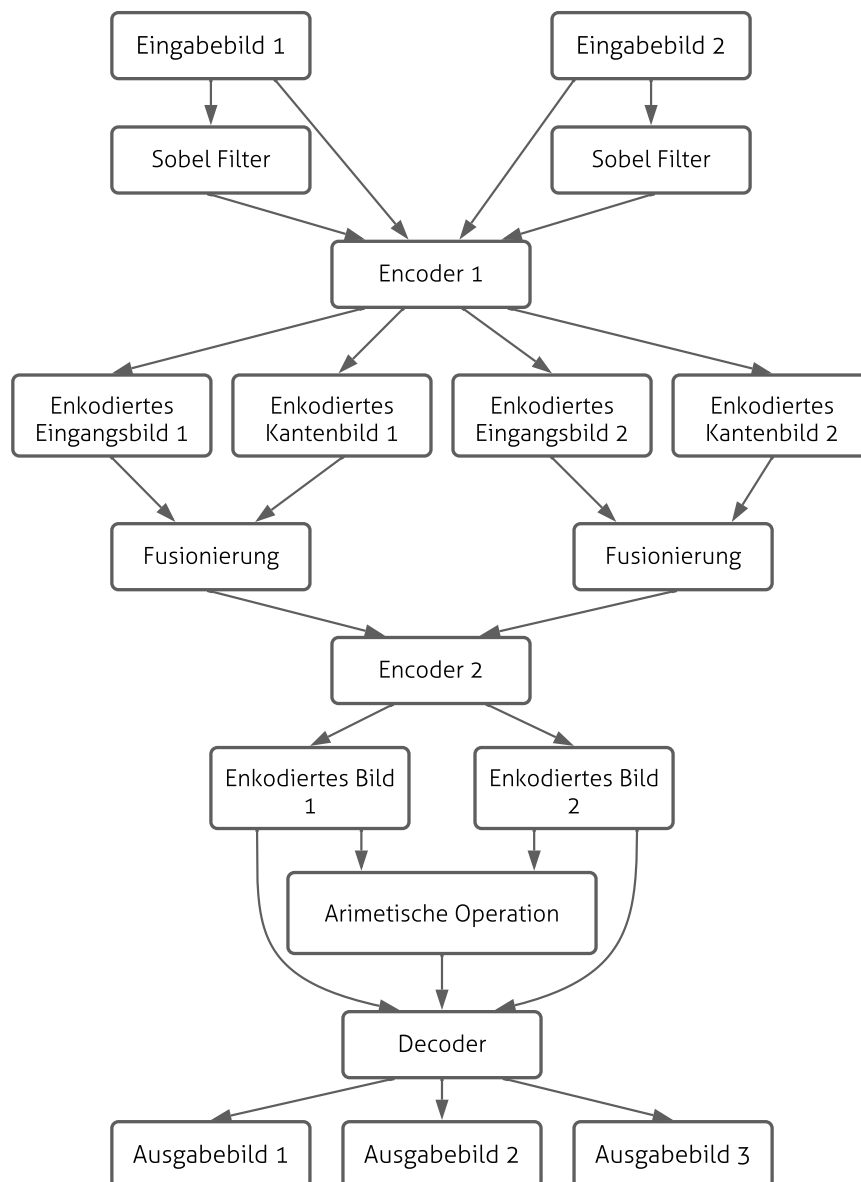 Eingabebild 1
Eingabebild 2
Sobel Filter
Sobel Filter
Encoder 1
Enkodiertes
Eingangsbild 1
Enkodiertes
Kantenbild 1
Enkodiertes
Eingangsbild 2
Enkodiertes
Kantenbild 2
Fusionierung
Fusionierung
Encoder 2
Enkodiertes Bild
1
Enkodiertes Bild
2
Arimetische Operation
Decoder
Ausgabebild 1
Ausgabebild 2
Ausgabebild 3